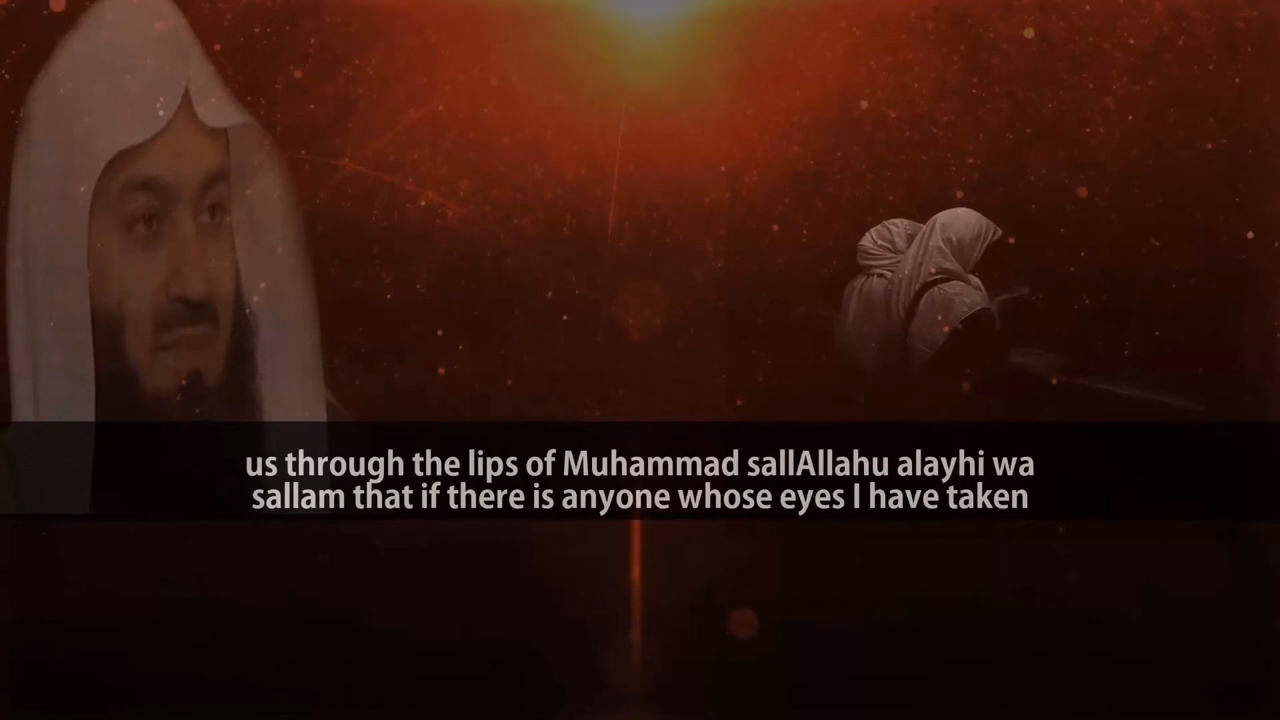 us through the lips of Muhammad sallAllahu alayhi wa
sallam that if there is anyone whose eyes I have taken